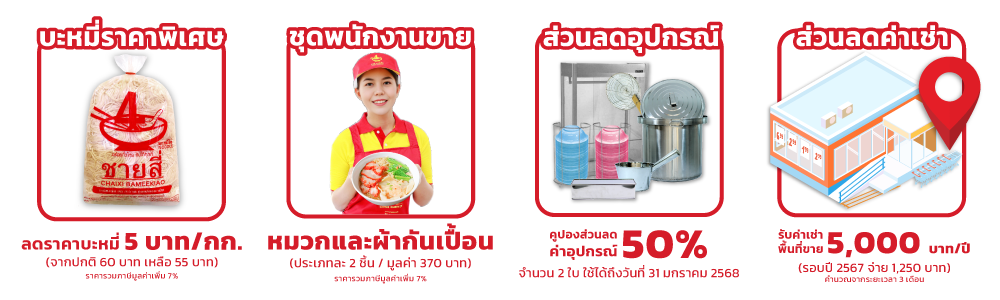 บะหมี่ราคาพิเศษ
4
ชายสี่
CHAIXI BAMEEKIAO
ลดราคาบะหมี่ 5 บาท/กก.
(จากปกติ 60 บาท เหลือ 55 บาท)
ราคารวมภาษีมูลค่าเพิ่ม 7%
ชุดพนักงานขาย
หมวกและผ้ากันเปื้อน
(ประเภทละ 2 ชิ้น / มูลค่า 370 บาท)
ราคารวมภาษีมูลค่าเพิ่ม 7%
ส่วนลดอุปกรณ์
คูปองส่วนลด
ค่าอุปกรณ์ 50%
จำนวน 2 ใบ ใช้ได้ถึงวันที่ 31 มกราคม 2568
ส่วนลดค่าเช่า
รับค่าเช่า
พื้นที่ขาย 5,000 บาท/ปี
(รอบปี 2567 จ่าย 1,250 บาท)
คำนวณจากระยะเวลา 3 เดือน